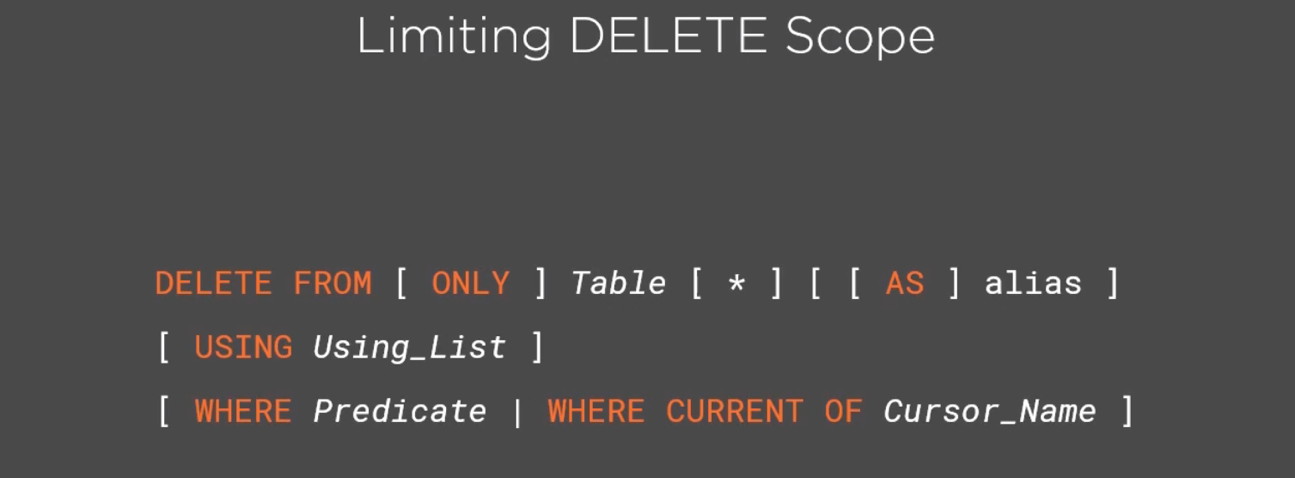 Limiting DELETE Scope
DELETE FROM [ ONLY ] Table [ * ] [ [ AS ] alias ]
[ USING Using_List ]
[ WHERE Predicate | WHERE CURRENT OF Cursor_Name ]